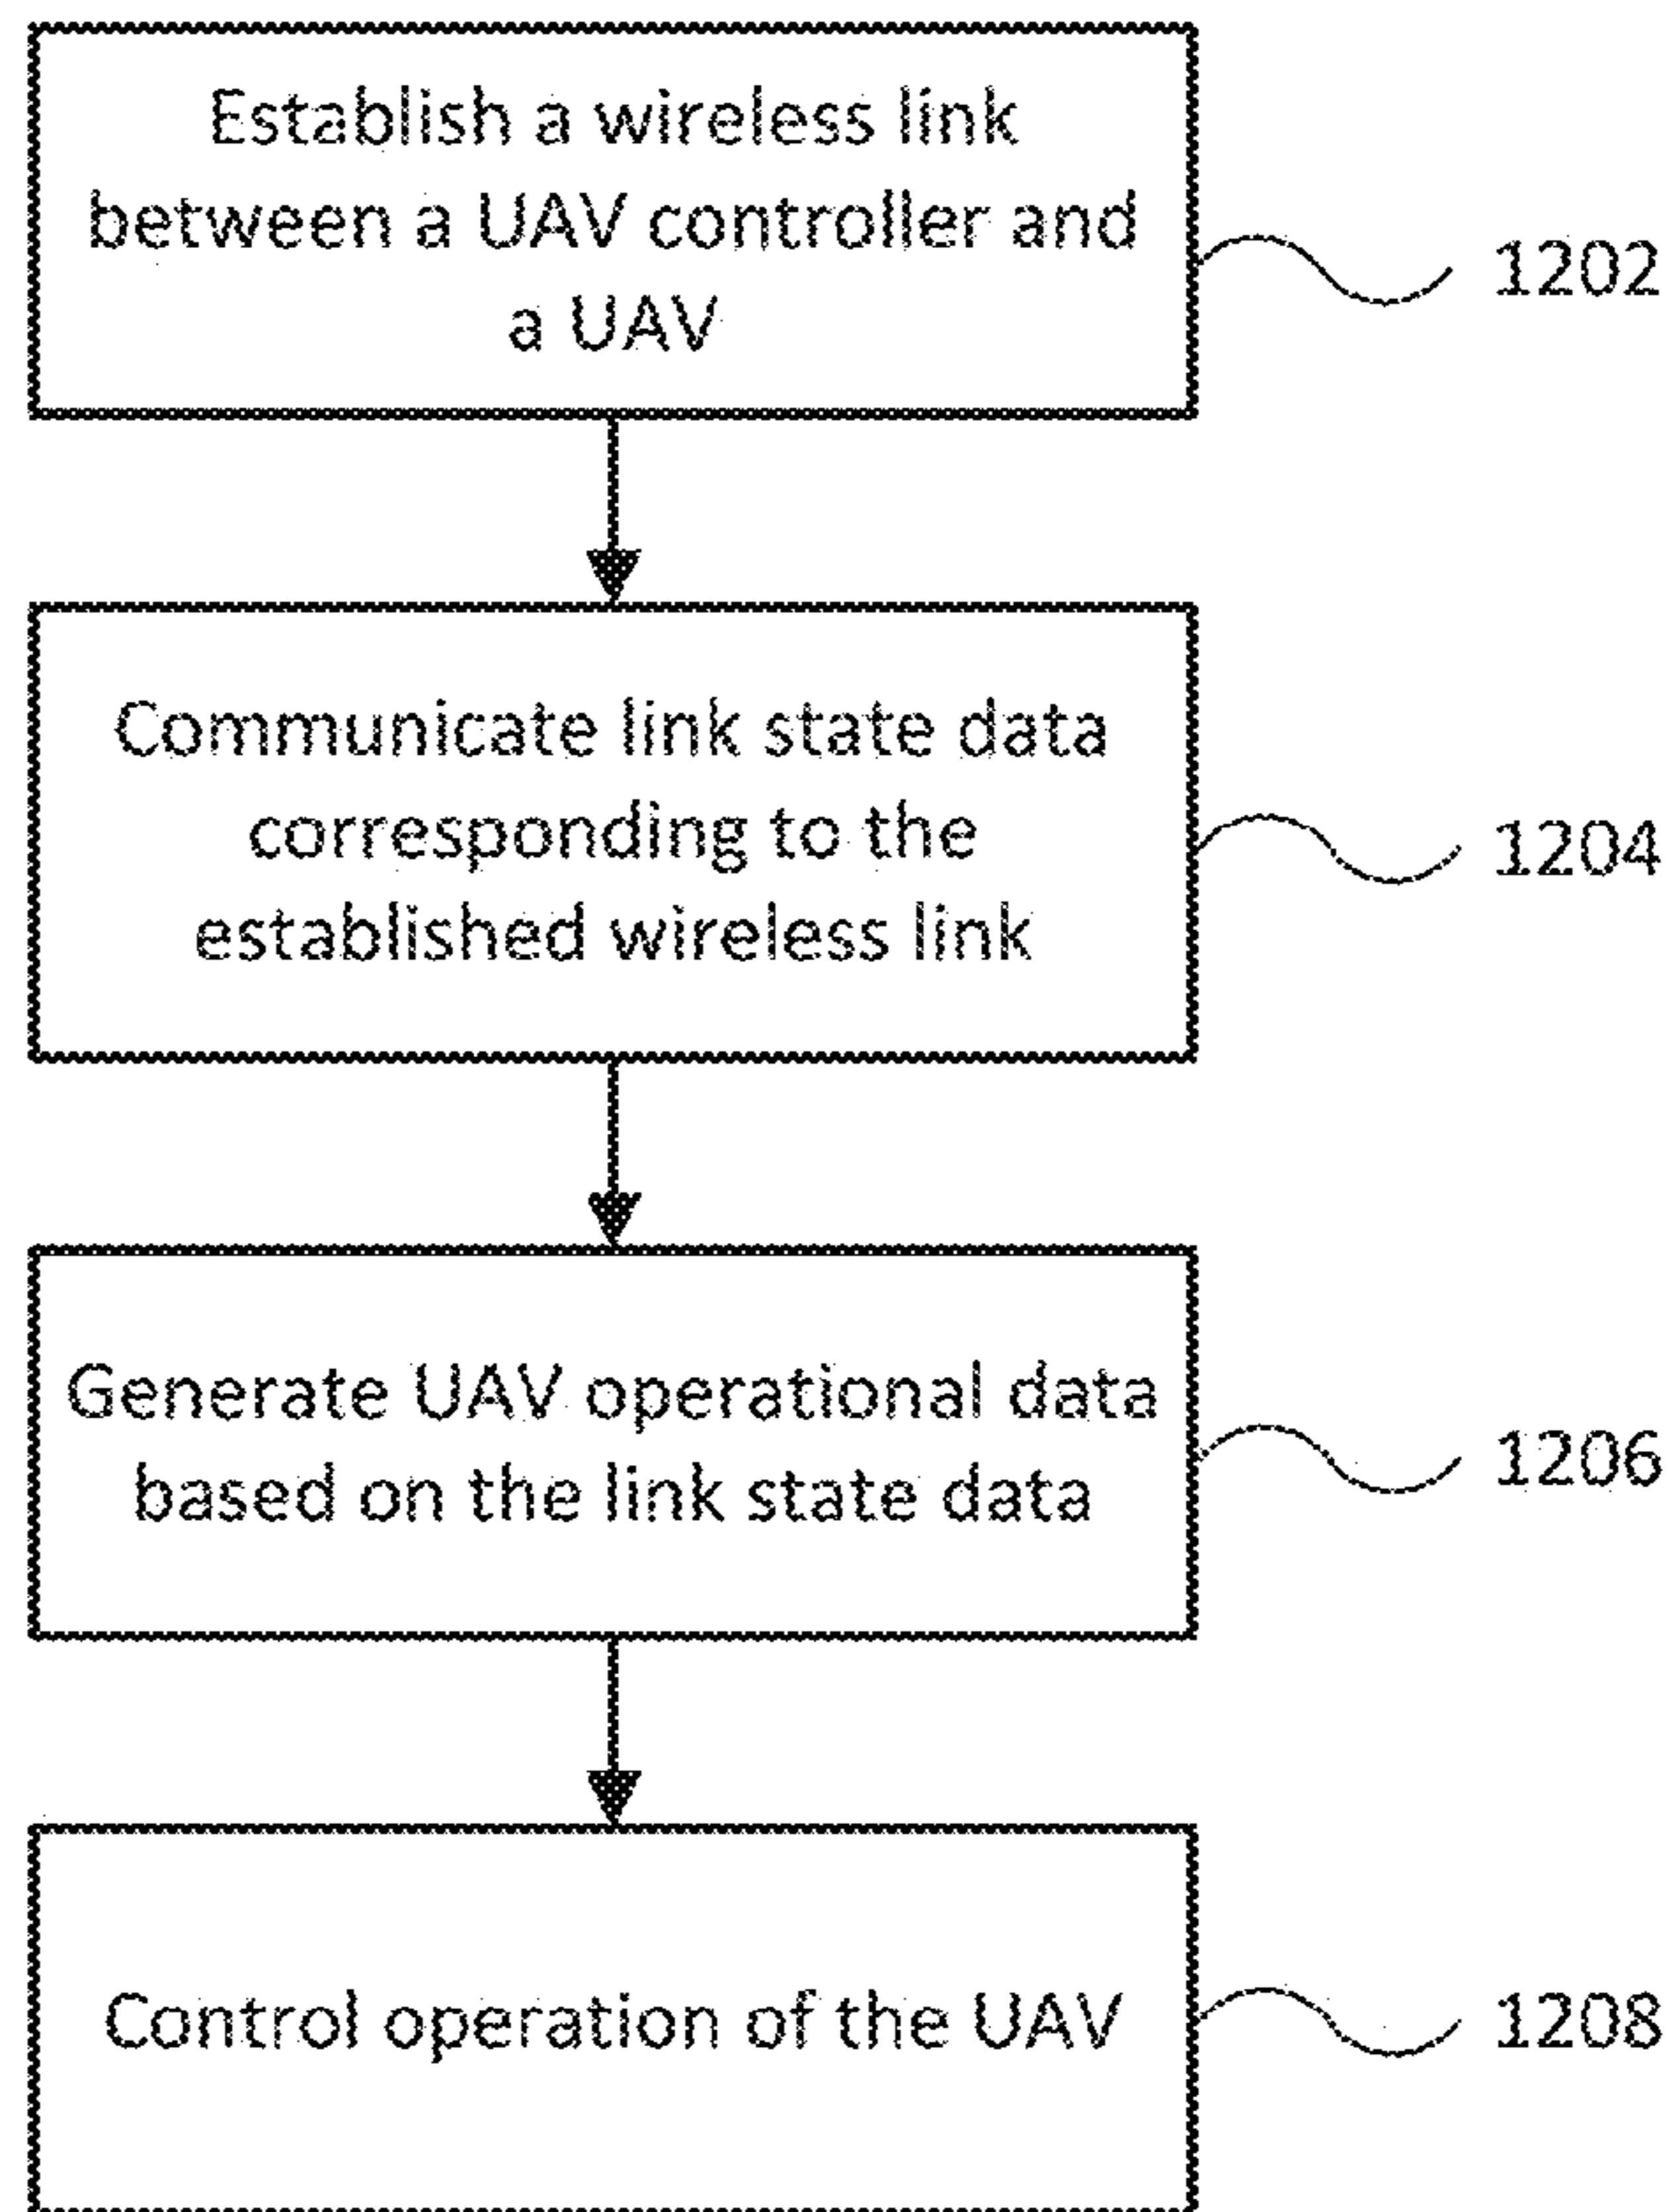 Establish a wireless link
between a UAV controller and
a UAV
1202
Communicate link state data
corresponding to the
established wireless link
1204
Generate UAV operational data
based on the link state data
1206
Control operation of the UAV
1208